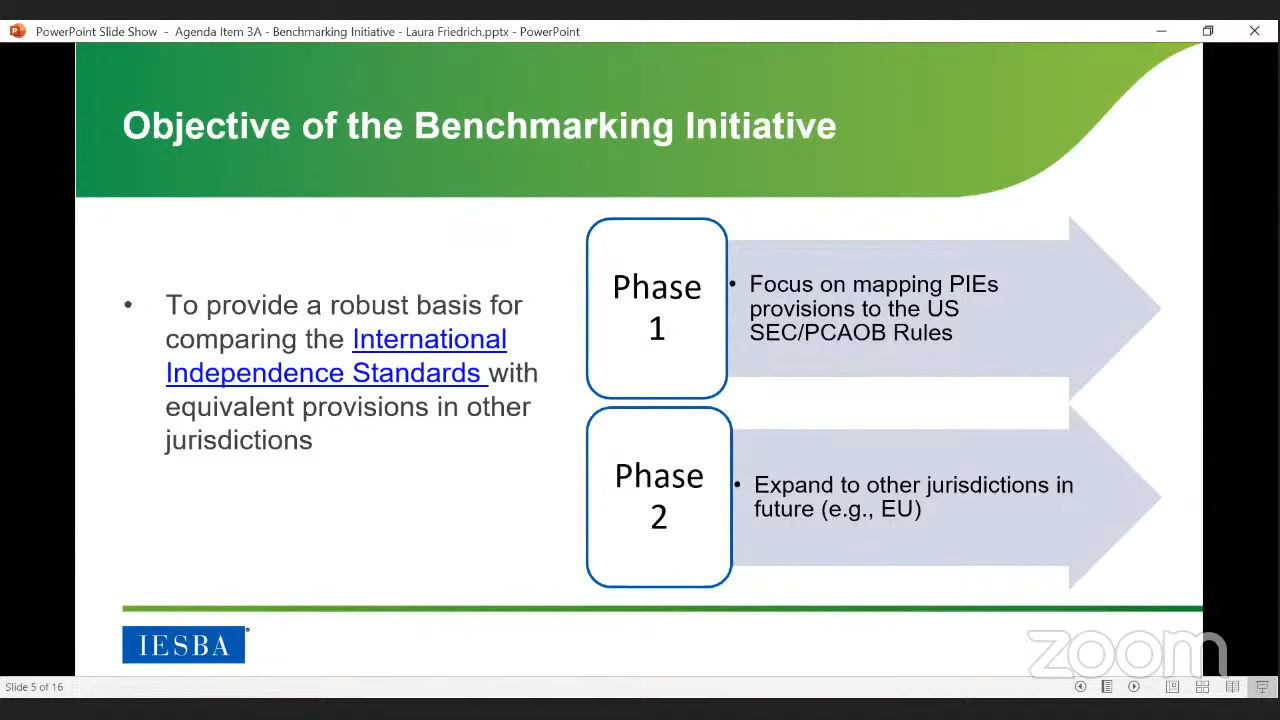 PowerPoint Slide Show - Agenda Item 3A - Benchmarking Initiative - Laura Friedrich.pptx - PowerPoint
Objective of the Benchmarking Initiative
• To provide a robust basis for
comparing the International
Independence Standards with
equivalent provisions in other
jurisdictions
Phase
1
• Focus on mapping PIEs
provisions to the US
SEC/PCAOB Rules
Phase
2
• Expand to other jurisdictions in
future (e.g., EU)
IESBA
zoom
Slide 5 of 16